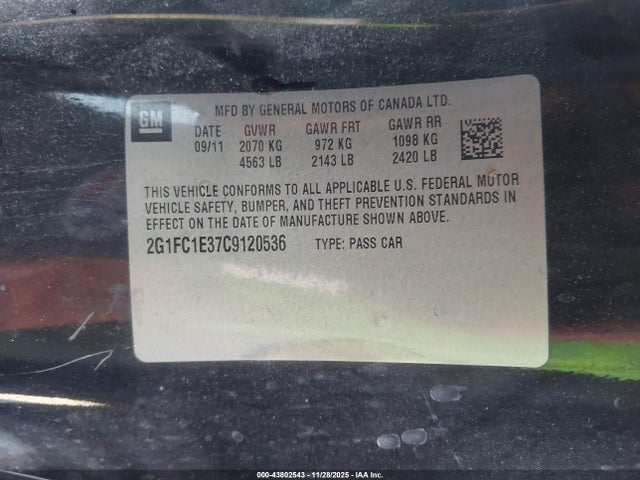 GM
MFD BY GENERAL MOTORS OF CANADA LTD.
DATE GVWR GAWR FRT GAWR RR
09/11 2070 KG 972 KG 1098 KG
4563 LB 2143 LB 2420 LB
THIS VEHICLE CONFORMS TO ALL APPLICABLE U.S. FEDERAL MOTOR
VEHICLE SAFETY, BUMPER, AND THEFT PREVENTION STANDARDS IN
EFFECT ON THE DATE OF MANUFACTURE SHOWN ABOVE.
2G1FC1E37C9120536 TYPE: PASS CAR
000-43802543 - 11/28/2025 - IAA Inc.